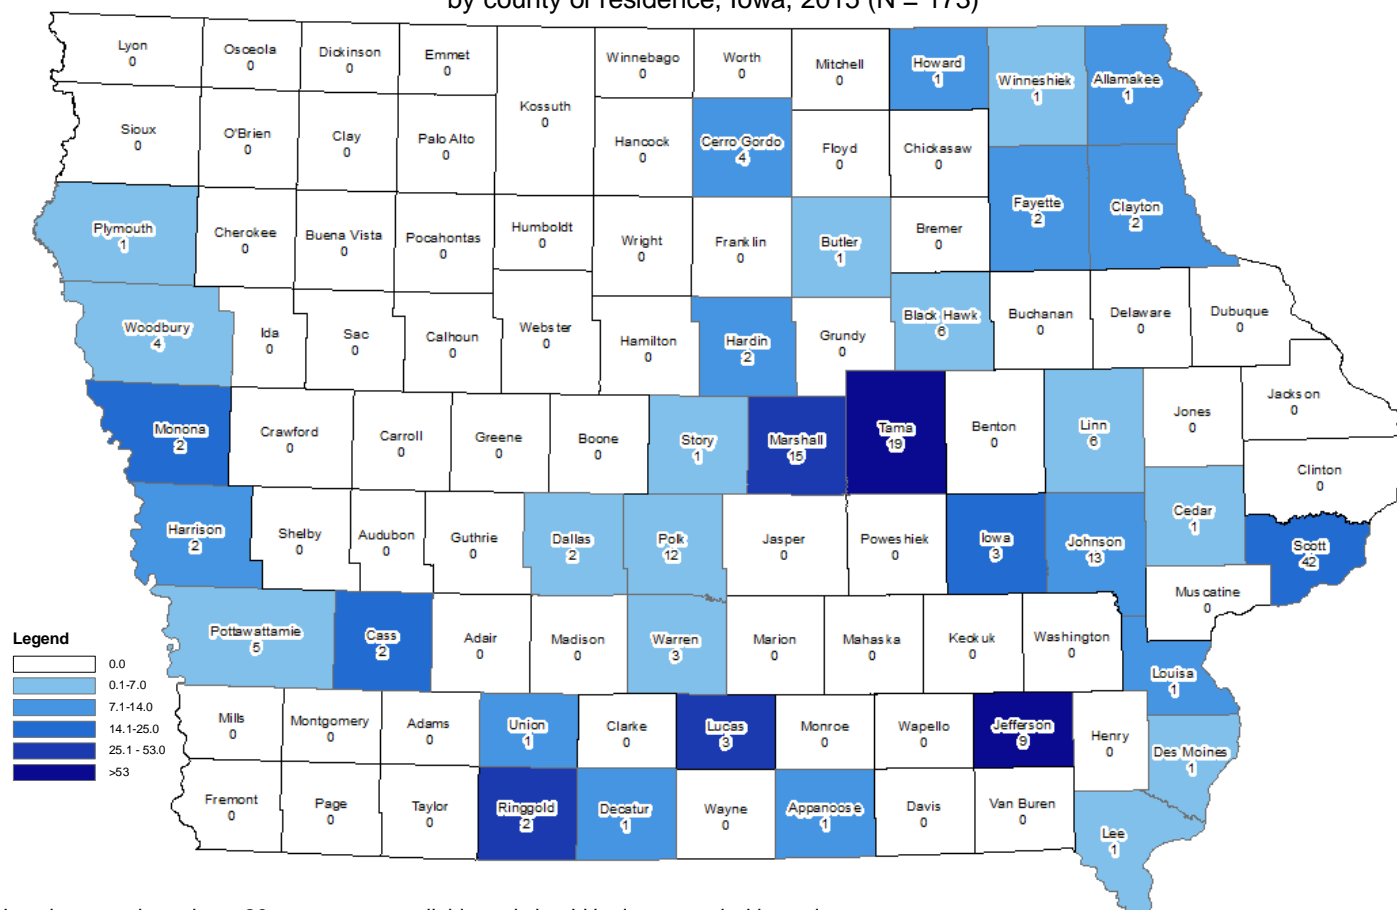 by county of residence, Iowa, 2015 (N = 173)
Lyon
0
Osceola
0
Dickinson
0
Emmet
0
Kossuth
0
Winnebago
0
Worth
0
Mitchell
0
Howard
1
Winneshiek
1
Allamakee
1
Sioux
0
O'Brien
0
Clay
0
Palo Alto
0
Hancock
0
Cerro Gordo
4
Floyd
0
Chickasaw
0
Fayette
2
Clayton
2
Plymouth
1
Cherokee
0
Buena Vista
0
Pocahontas
0
Humboldt
0
Wright
0
Franklin
0
Butler
1
Bremer
0
Woodbury
4
Ida
0
Sac
0
Calhoun
0
Webster
0
Hamilton
0
Hardin
2
Grundy
0
Black Hawk
6
Buchanan
0
Delaware
0
Dubuque
0
Monona
2
Crawford
0
Carroll
0
Greene
0
Boone
0
Story
1
Marshall
15
Tama
19
Benton
0
Linn
6
Jones
0
Jackson
0
Clinton
0
Harrison
2
Shelby
0
Audubon
0
Guthrie
0
Dallas
2
Polk
12
Jasper
0
Poweshiek
0
Iowa
3
Johnson
13
Cedar
1
Scott
42
Muscatine
0
Pottawattamie
5
Cass
2
Adair
0
Madison
0
Warren
3
Marion
0
Mahaska
0
Keokuk
0
Washington
0
Louisa
1
Mills
0
Montgomery
0
Adams
0
Union
1
Clarke
0
Lucas
3
Monroe
0
Wapello
0
Jefferson
9
Henry
0
Des Moines
1
Fremont
0
Page
0
Taylor
0
Ringgold
2
Decatur
1
Wayne
0
Appanoose
1
Davis
0
Van Buren
0
Lee
1
Legend
0.0
0.1-7.0
7.1-14.0
14.1-25.0
25.1 - 53.0
>53